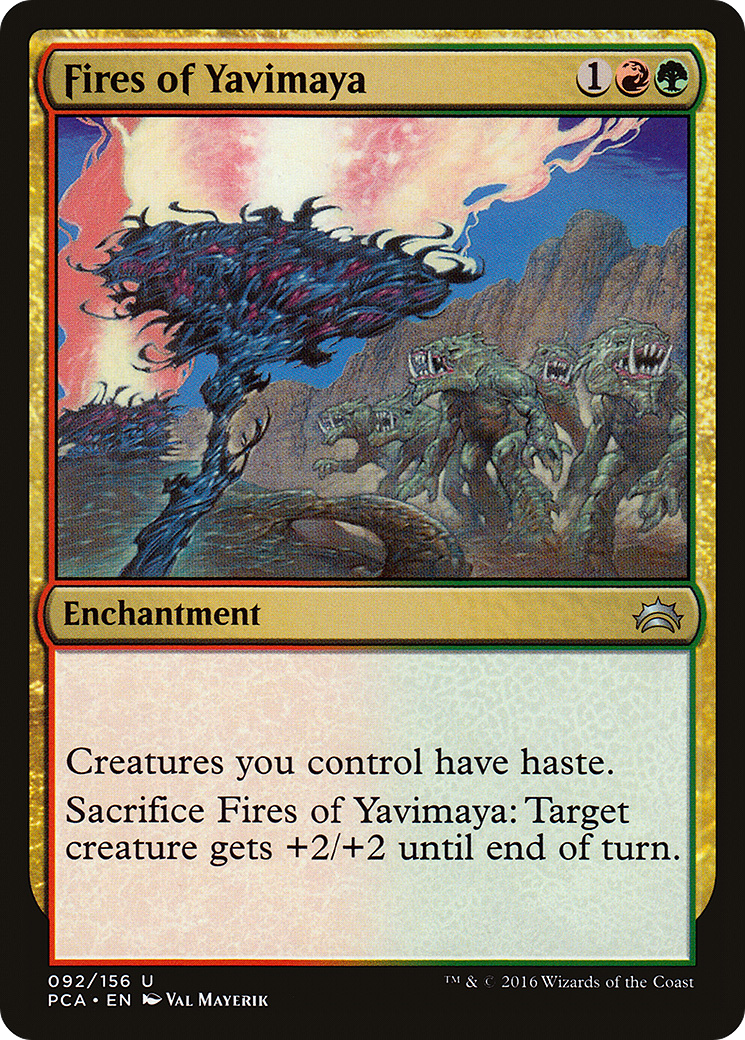 Fires of Yavimaya
1
Enchantment
Creatures you control have haste.
Sacrifice Fires of Yavimaya: Target
creature gets +2/+2 until end of turn.
092/156 U
PCA • EN Val Mayerik
™ & © 2016 Wizards of the Coast